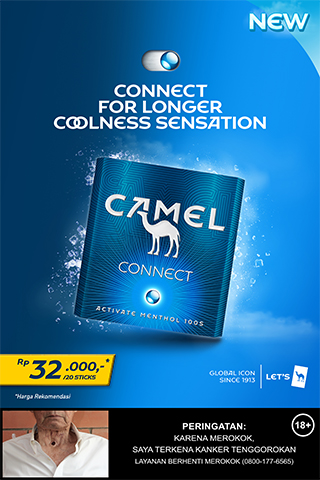 NEW
CONNECT
FOR LONGER
COOLNESS SENSATION
CAMEL
CONNECT
ACTIVATE MENTHOL 100S
Rp 32.000,-*
/20 STICKS
*Harga Rekomendasi
GLOBAL ICON
SINCE 1913
LET'S
PERINGATAN:
18+
KARENA MEROKOK,
SAYA TERKENA KANKER TENGGOROKAN
LAYANAN BERHENTI MEROKOK (0800-177-6565)